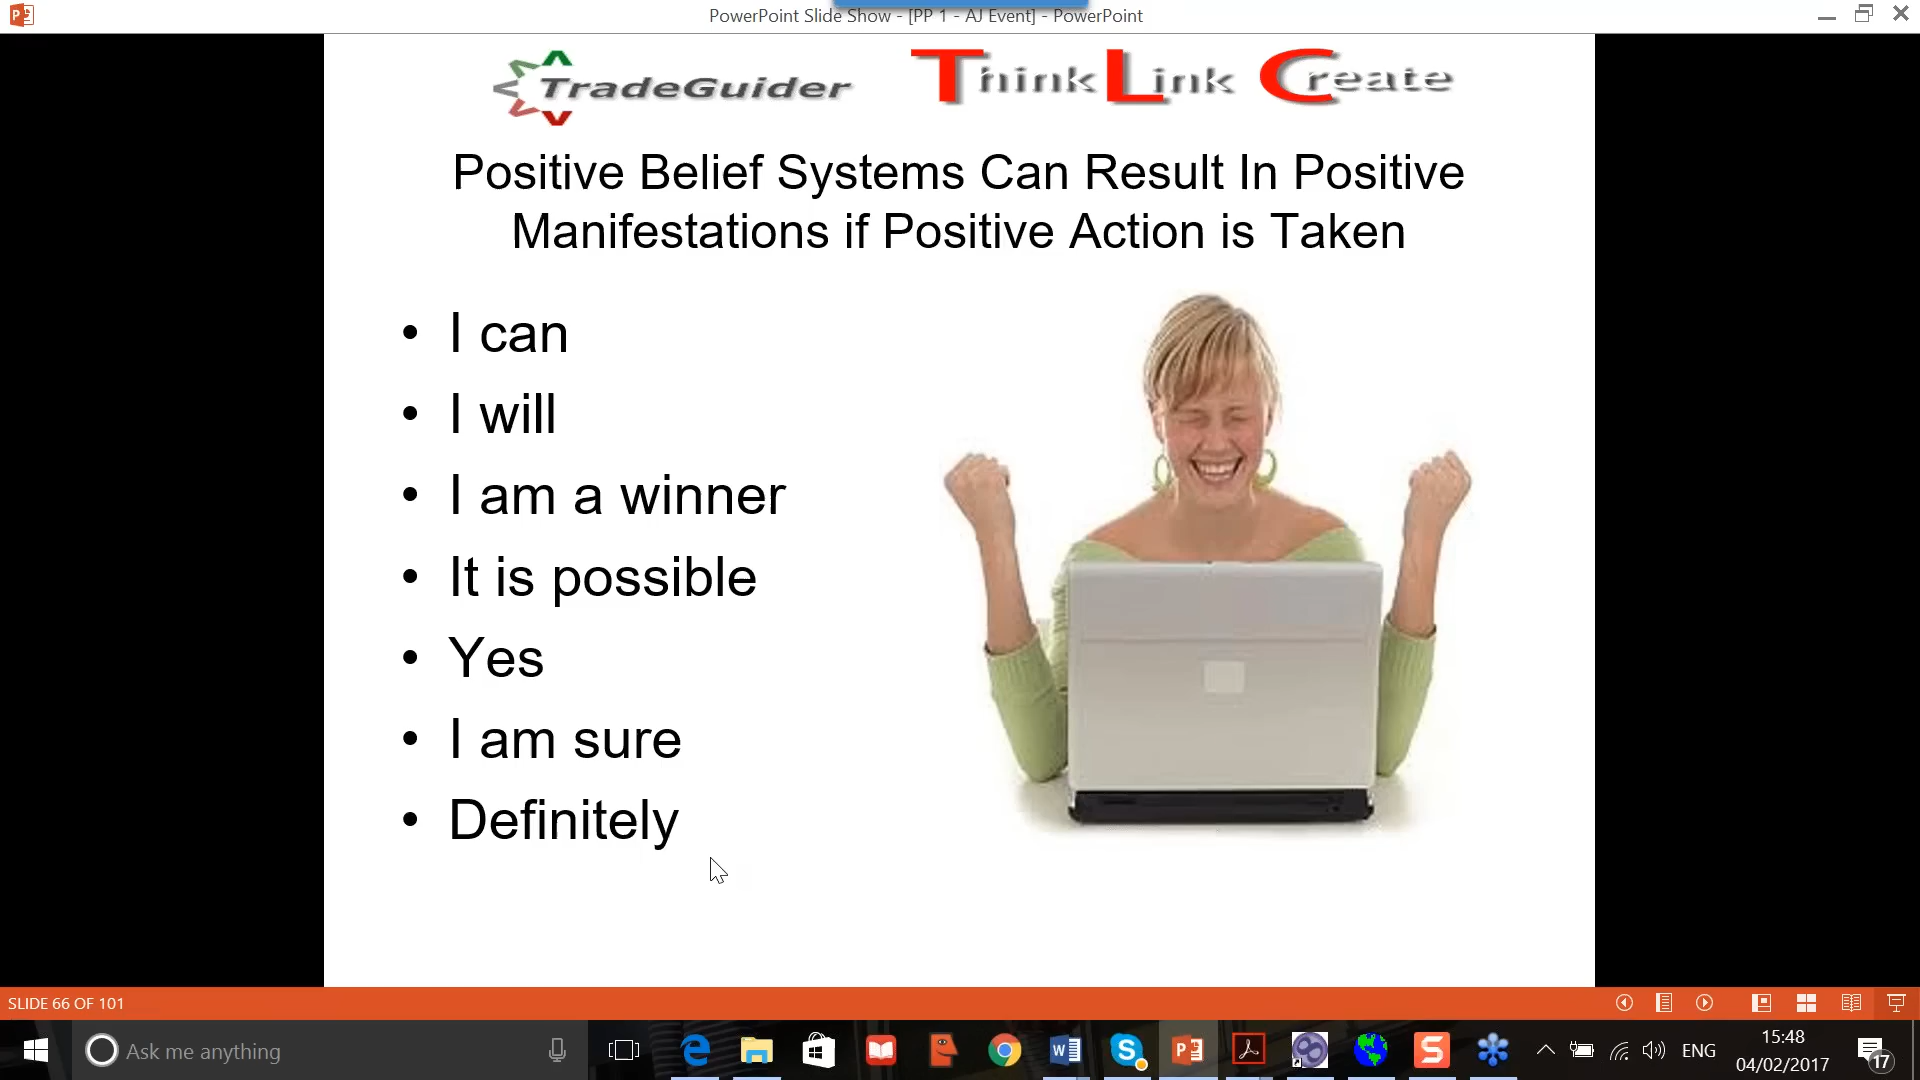 PowerPoint Slide Show - [PP 1 - AJ Event] - PowerPoint
TradeGuider
Think Link Create
Positive Belief Systems Can Result In Positive
Manifestations if Positive Action is Taken
• I can
• I will
• I am a winner
• It is possible
• Yes
• I am sure
• Definitely
SLIDE 66 OF 101
Ask me anything
ENG
15:48
04/02/2017
17